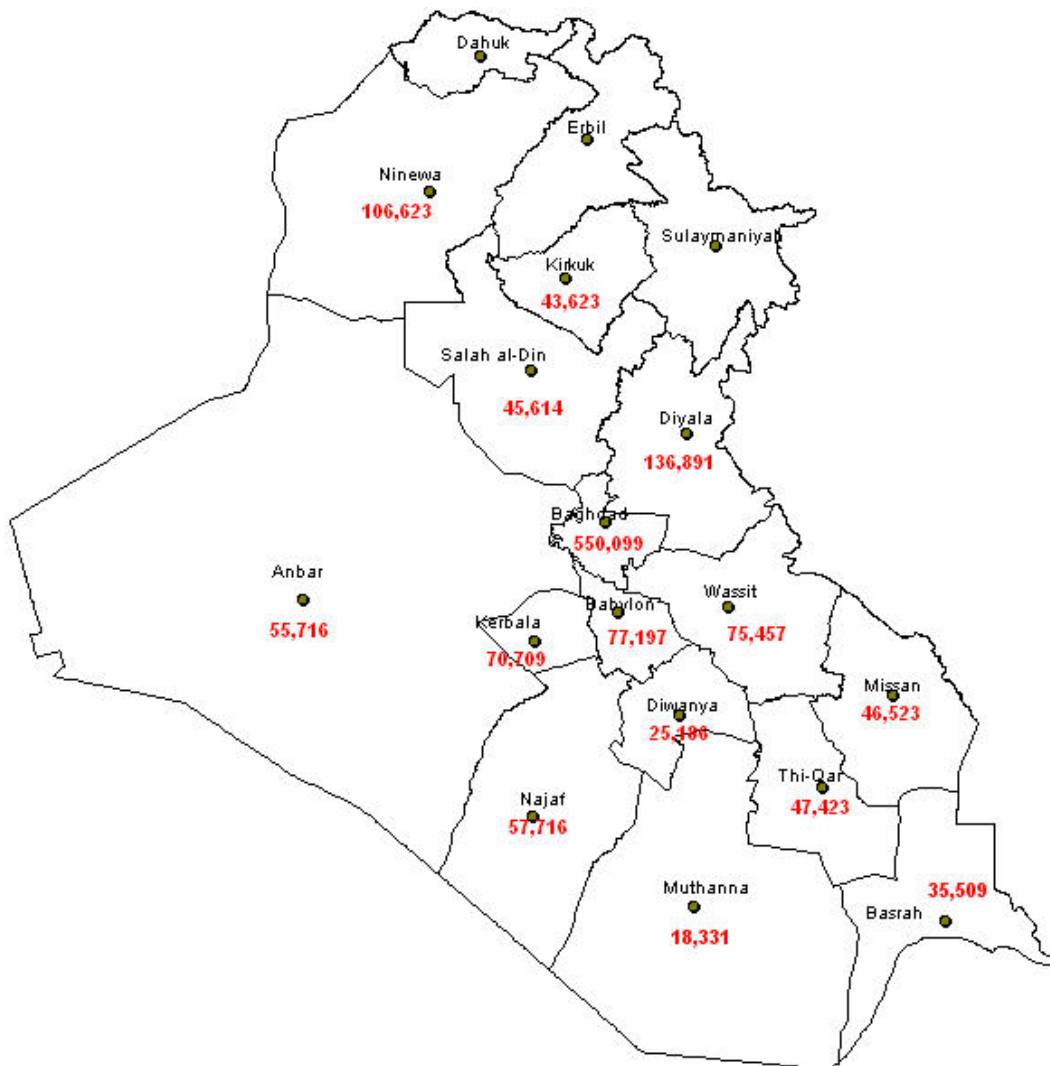 Dahuk
Erbil
Ninewa
106,623
Sulaymaniyah
Kirkuk
43,623
Salah al-Din
45,614
Diyala
136,891
Baghdad
550,099
Anbar
55,716
Kerbala
70,709
Babylon
77,197
Wassit
75,457
Missan
46,523
Diwanya
25,186
Thi-Qar
47,423
Najaf
57,716
Muthanna
18,331
35,509
Basrah